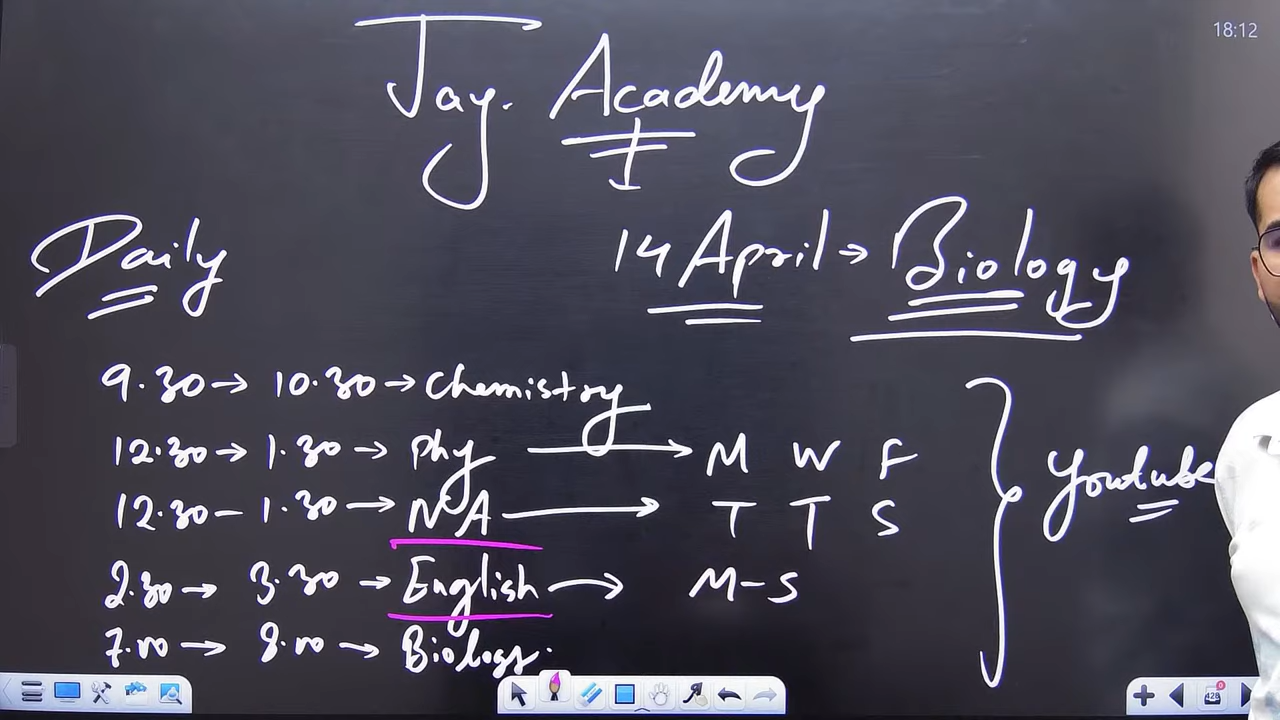 18:12
Jay. Academy
Daily
14 April → Biology
9.30 → 10.30 → Chemistry
12.30 → 1.30 → Phy → M W F
12.30 - 1.30 → NA → T T S
2.30 → 3.30 → English → M-S
7.00 → 8.00 → Biology.
Youtube
428